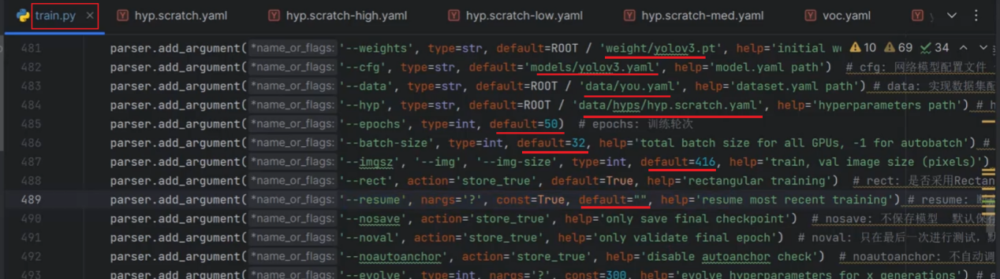 train.py × hyp.scratch.yaml hyp.scratch-high.yaml hyp.scratch-low.yaml hyp.scratch-med.yaml voc.yaml
481 parser.add_argument( *name_or_flags: '--weights', type=str, default=ROOT / 'weight/yolov3.pt', help='initial we 10 69 34
482 parser.add_argument( *name_or_flags: '--cfg', type=str, default='models/yolov3.yaml', help='model.yaml path') # cfg: 网络模型配置文件
483 parser.add_argument( *name_or_flags: '--data', type=str, default=ROOT / 'data/you.yaml', help='dataset.yaml path') # data: 实现数据集配
484 parser.add_argument( *name_or_flags: '--hyp', type=str, default=ROOT / 'data/hyps/hyp.scratch.yaml', help='hyperparameters path') # h
485 parser.add_argument( *name_or_flags: '--epochs', type=int, default=50) # epochs: 训练轮次
486 parser.add_argument( *name_or_flags: '--batch-size', type=int, default=32, help='total batch size for all GPUs, -1 for autobatch') #
487 parser.add_argument( *name_or_flags: '--imgsz', '--img', '--img-size', type=int, default=416, help='train, val image size (pixels)')
488 parser.add_argument( *name_or_flags: '--rect', action='store_true', default=True, help='rectangular training') # rect: 是否采用Rectan
489 parser.add_argument( *name_or_flags: '--resume', nargs='?', const=True, default="", help='resume most recent training') # resume:
490 parser.add_argument( *name_or_flags: '--nosave', action='store_true', help='only save final checkpoint') # nosave: 不保存模型 默认保存
491 parser.add_argument( *name_or_flags: '--noval', action='store_true', help='only validate final epoch') # noval: 只在最后一次进行测试，默
492 parser.add_argument( *name_or_flags: '--noautoanchor', action='store_true', help='disable autoanchor check') # noautoanchor: 不自动调
493 parser.add_argument( *name_or_flags: '--evolve', type=int, nargs='?', const=300, help='evolve hyperparameters for x generations') # e